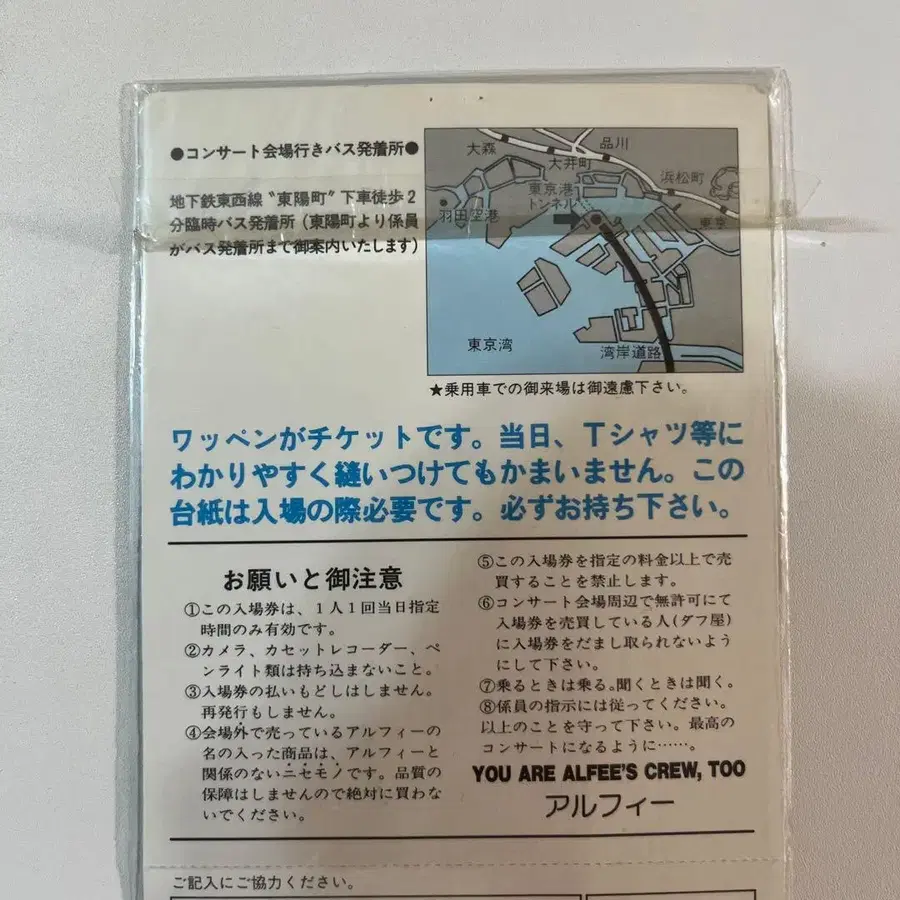 ●コンサート会場行きバス発着所●
地下鉄東西線〝東陽町〟下車徒歩2
分臨時バス発着所(東陽町より係員
がバス発着所まで御案内いたします)
大森
大井町
品川
浜松町
東京港
トンネル
羽田空港
東京
東京湾
湾岸道路
★乗用車での御来場は御遠慮下さい。
ワッペンがチケットです。当日、Tシャツ等に
わかりやすく縫いつけてもかまいません。この
台紙は入場の際必要です。必ずお持ち下さい。
お願いと御注意
①この入場券は、1人1回当日指定
時間のみ有効です。
②カメラ、カセットレコーダー、ペ
ンライト類は持ち込まないこと。
③入場券の払いもどしはしません。
再発行もしません。
④会場外で売っているアルフィーの
名の入った商品は、アルフィーと
関係のないニセモノです。品質の
保障はしませんので絶対に買わな
いでください。
⑤この入場券を指定の料金以上で売
買することを禁止します。
⑥コンサート会場周辺で無許可にて
入場券を売買している人(ダフ屋)
に入場券をだまし取られないよう
にして下さい。
⑦乗るときは乗る。聞くときは聞く。
⑧係員の指示には従ってください。
以上のことを守って下さい。最高の
コンサートになるように……。
YOU ARE ALFEE'S CREW, TOO
アルフィー
ご記入にご協力ください。